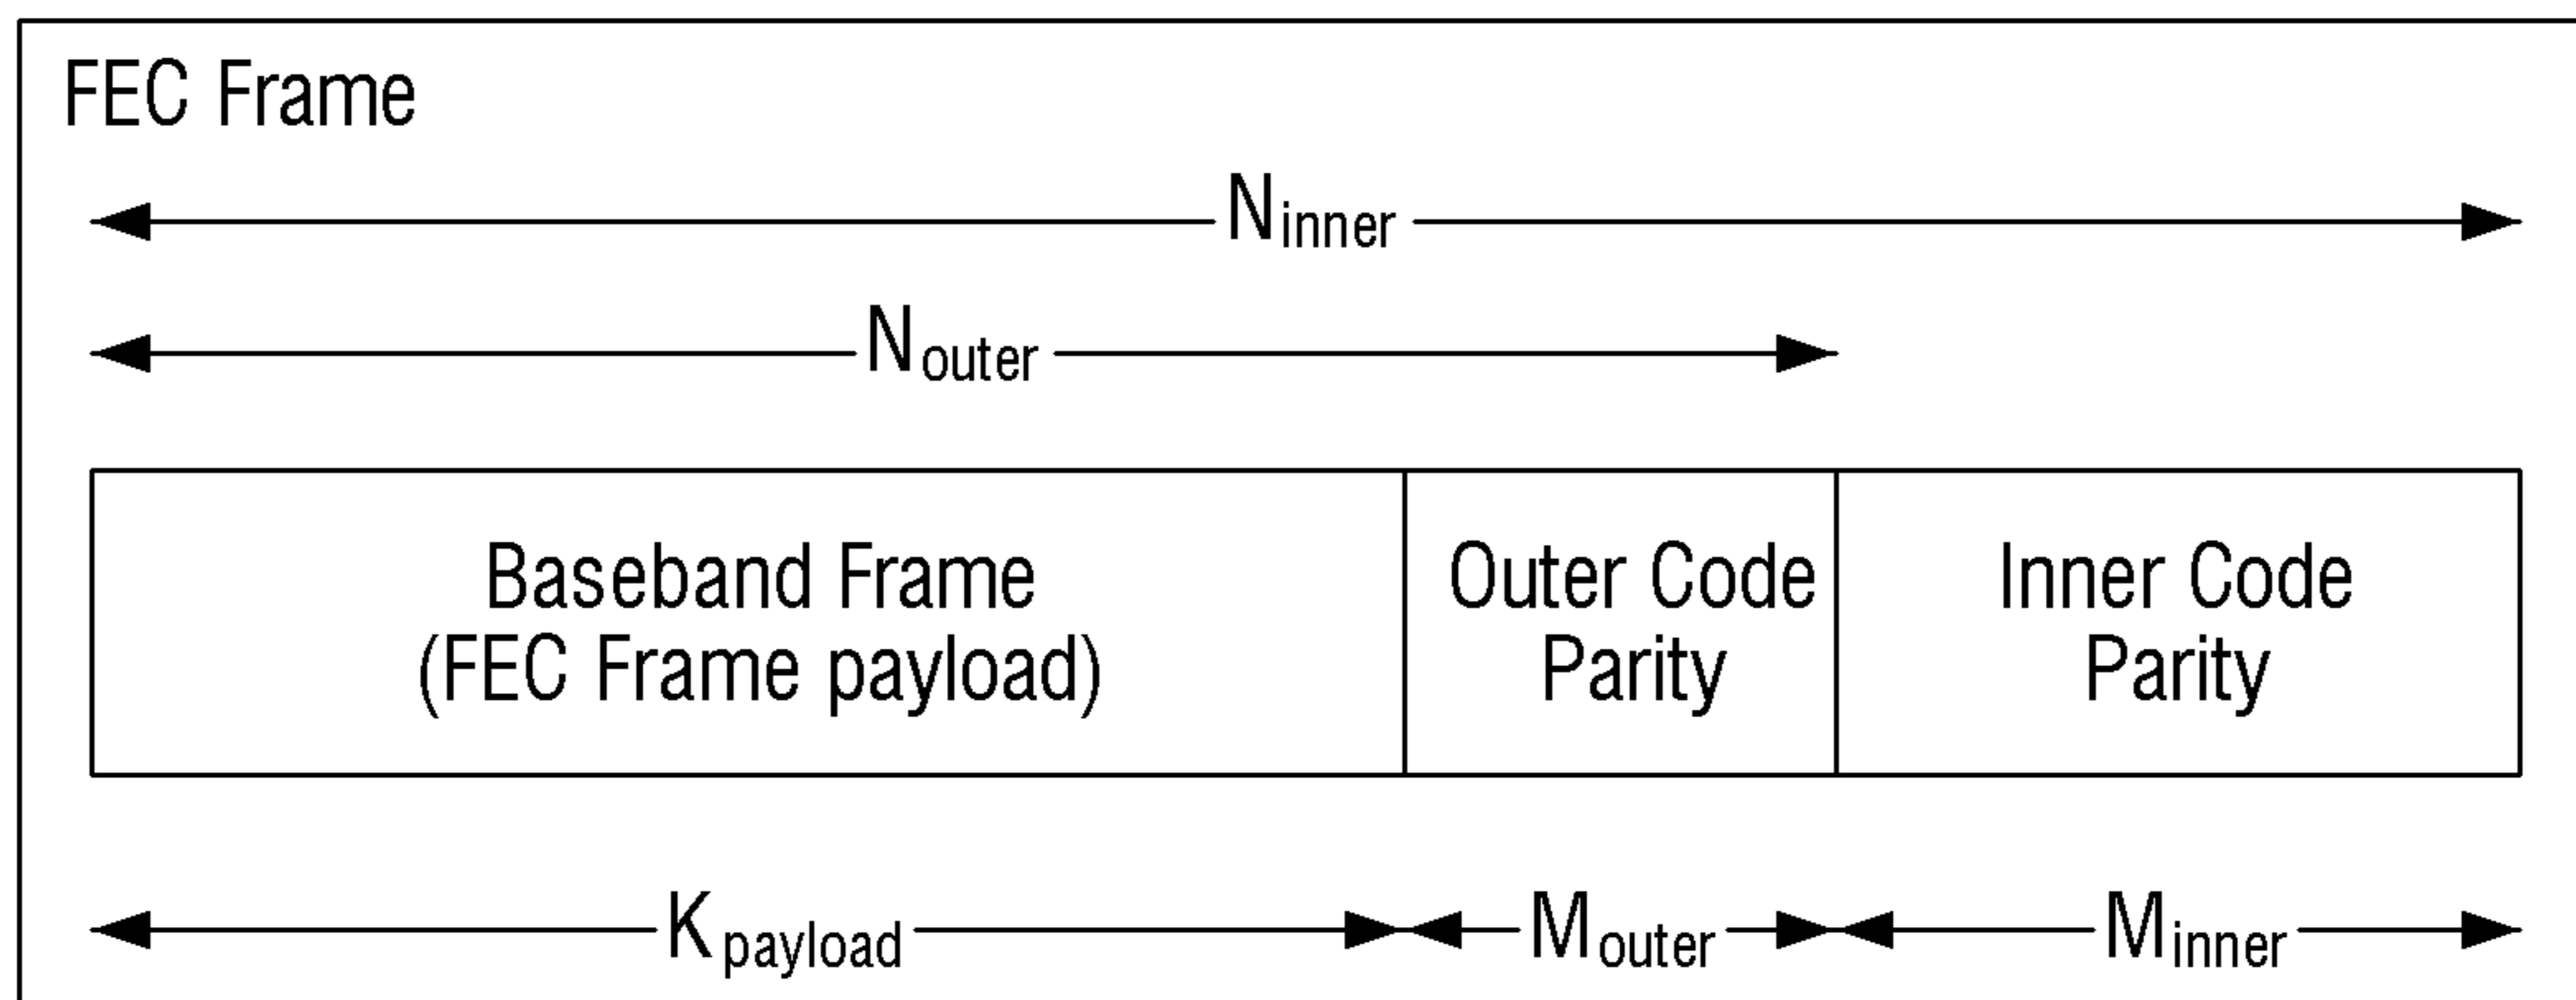 FEC Frame
Ninner
Nouter
Baseband Frame
(FEC Frame payload)
Outer Code
Parity
Inner Code
Parity
Kpayload
Mouter
Minner